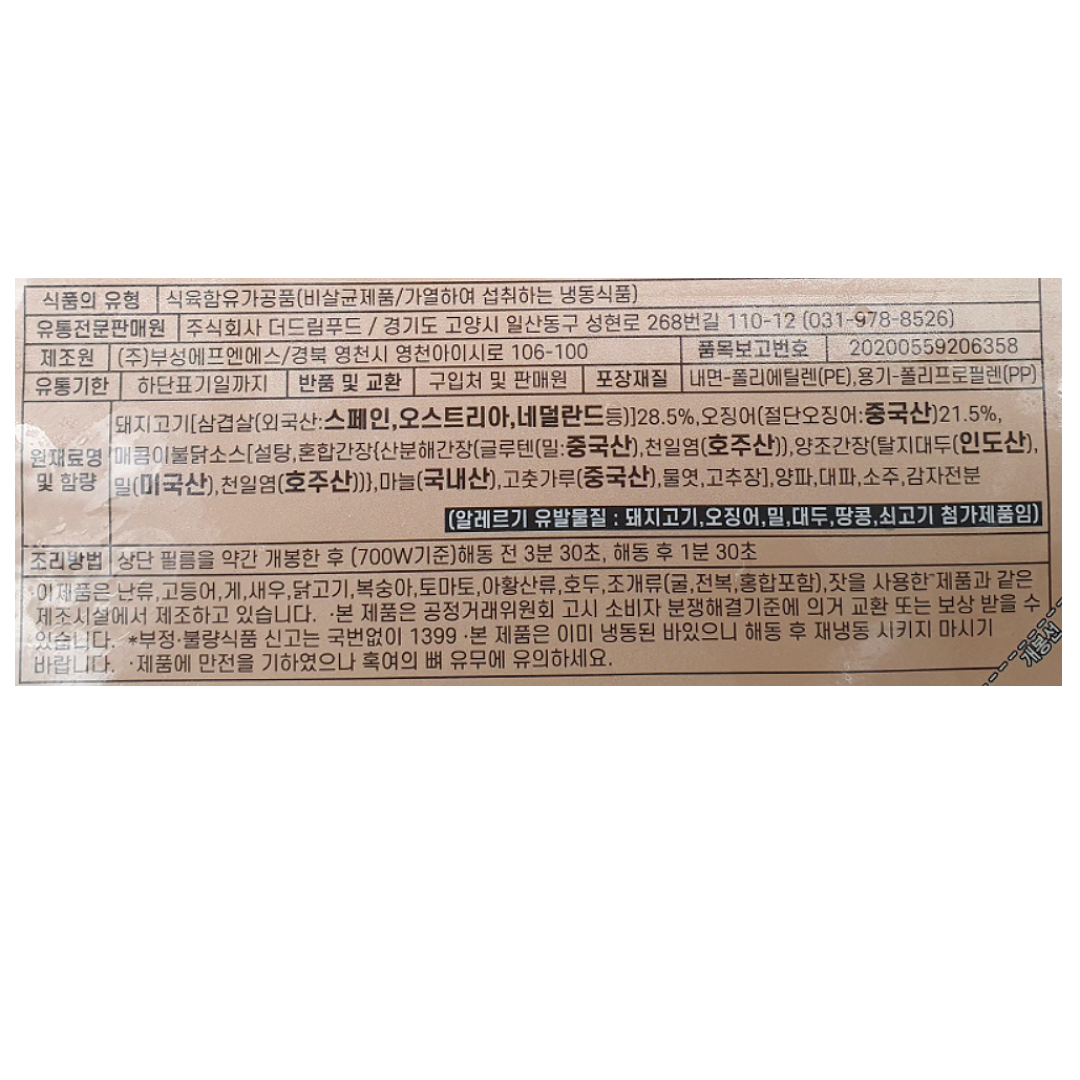 식품의 유형 식육함유가공품(비살균제품/가열하여 섭취하는 냉동식품)
유통전문판매원 주식회사 더드림푸드 / 경기도 고양시 일산동구 성현로 268번길 110-12 (031-978-8526)
제조원 (주)부성에프엔에스/경북 영천시 영천아이시로 106-100 품목보고번호 20200559206358
유통기한 하단표기일까지 반품 및 교환 구입처 및 판매원 포장재질 내면-폴리에틸렌(PE),용기-폴리프로필렌(PP)
돼지고기[삼겹살(외국산:스페인,오스트리아,네덜란드등)]28.5%,오징어(절단오징어:중국산)21.5%,
원재료명 매콤이불닭소스[설탕,혼합간장{산분해간장(글루텐(밀:중국산),천일염(호주산)),양조간장(탈지대두(인도산),
및 함량 밀(미국산),천일염(호주산))},마늘(국내산),고춧가루(중국산),물엿,고추장],양파,대파,소주,감자전분
(알레르기 유발물질 : 돼지고기,오징어,밀,대두,땅콩,쇠고기 첨가제품임)
조리방법 상단 필름을 약간 개봉한 후 (700W기준)해동 전 3분 30초, 해동 후 1분 30초
·이제품은 난류,고등어,게,새우,닭고기,복숭아,토마토,아황산류,호두,조개류(굴,전복,홍합포함),잣을 사용한 제품과 같은
제조시설에서 제조하고 있습니다. ·본 제품은 공정거래위원회 고시 소비자 분쟁해결기준에 의거 교환 또는 보상 받을 수
있습니다. *부정·불량식품 신고는 국번없이 1399 ·본 제품은 이미 냉동된 바있으니 해동 후 재냉동 시키지 마시기
바랍니다. ·제품에 만전을 기하였으나 혹여의 뼈 유무에 유의하세요.
개봉선